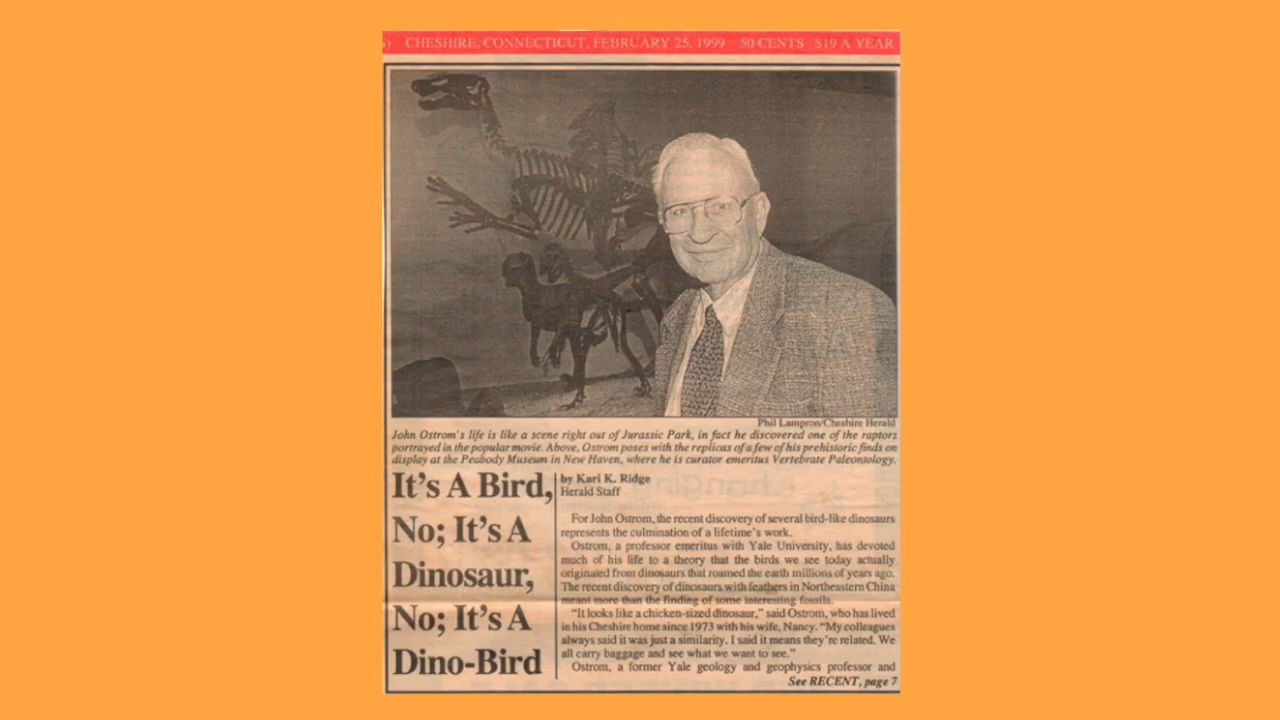 CHESHIRE, CONNECTICUT, FEBRUARY 25, 1999 50 CENTS $19 A YEAR
Phil Lampron/Cheshire Herald
John Ostrom's life is like a scene right out of Jurassic Park, in fact he discovered one of the raptors
portrayed in the popular movie. Above, Ostrom poses with the replicas of a few of his prehistoric finds on
display at the Peabody Museum in New Haven, where he is curator emeritus Vertebrate Paleontology.
It's A Bird,
No; It's A
Dinosaur,
No; It's A
Dino-Bird
by Kari K. Ridge
Herald Staff
For John Ostrom, the recent discovery of several bird-like dinosaurs
represents the culmination of a lifetime's work.
Ostrom, a professor emeritus with Yale University, has devoted
much of his life to a theory that the birds we see today actually
originated from dinosaurs that roamed the earth millions of years ago.
The recent discovery of dinosaurs with feathers in Northeastern China
meant more than the finding of some interesting fossils.
"It looks like a chicken-sized dinosaur," said Ostrom, who has lived
in his Cheshire home since 1973 with his wife, Nancy. "My colleagues
always said it was just a similarity. I said it means they're related. We
all carry baggage and see what we want to see."
Ostrom, a former Yale geology and geophysics professor and
See RECENT, page 7